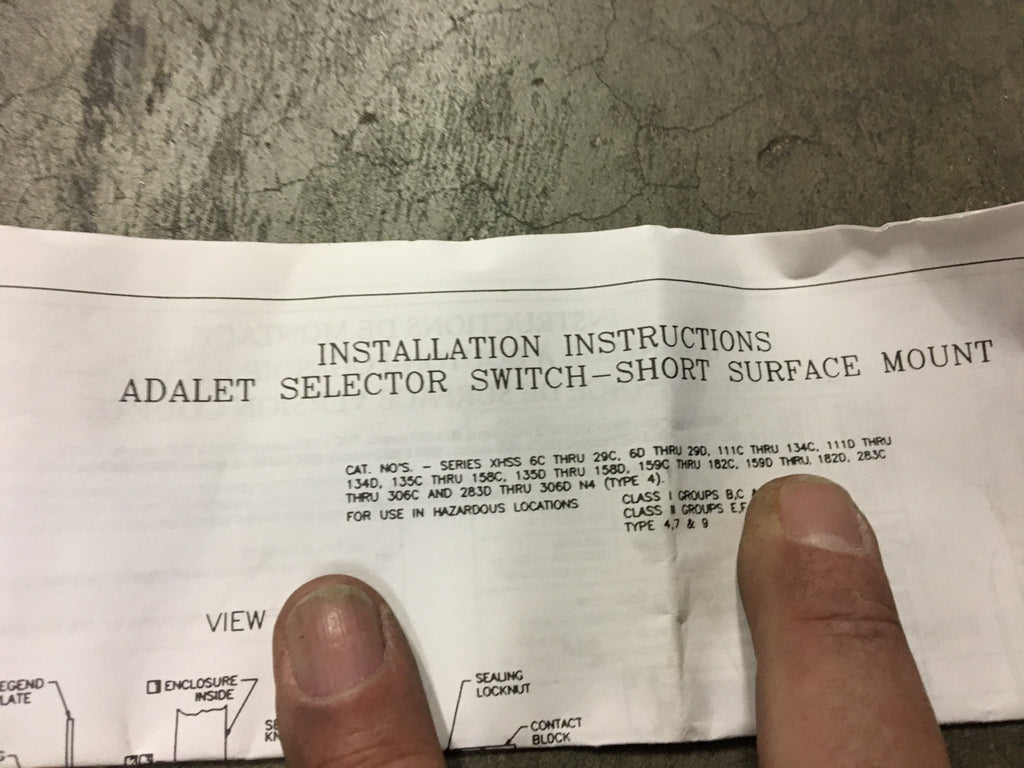 INSTALLATION INSTRUCTIONS
ADALET SELECTOR SWITCH-SHORT SURFACE MOUNT
CAT. NO'S. - SERIES XHSS 6C THRU 29C, 6D THRU 29D, 111C THRU 134C, 111D THRU
134D, 135C THRU 158C, 135D THRU 158D, 159C THRU 182C, 159D THRU, 182D, 283C
THRU 306C AND 283D THRU 306D N4 (TYPE 4).
FOR USE IN HAZARDOUS LOCATIONS
CLASS I GROUPS B,C
CLASS II GROUPS E,F
TYPE 4,7 & 9
VIEW
ENCLOSURE
INSIDE
SEALING
LOCKNUT
CONTACT
BLOCK